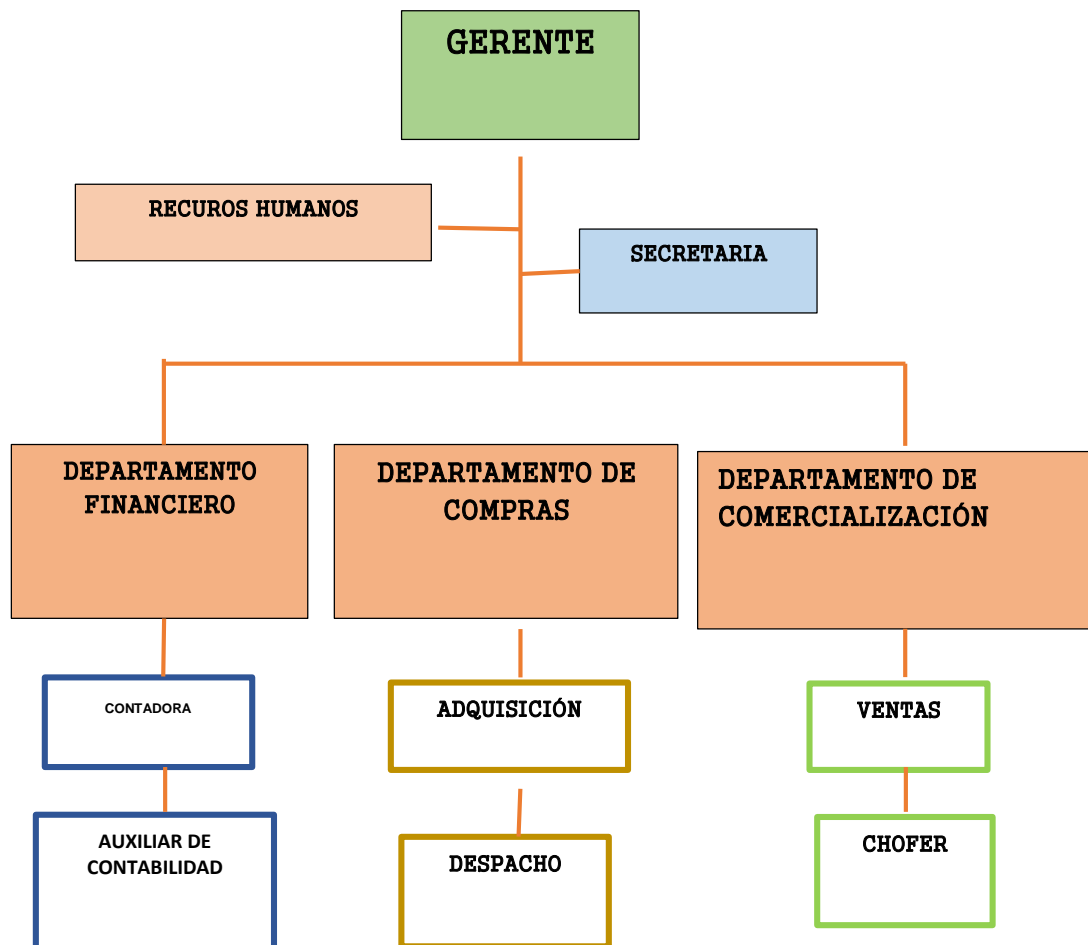 GERENTE
RECUROS HUMANOS
SECRETARIA
DEPARTAMENTO
FINANCIERO
DEPARTAMENTO DE
COMPRAS
DEPARTAMENTO DE
COMERCIALIZACIÓN
CONTADORA
ADQUISICIÓN
VENTAS
AUXILIAR DE
CONTABILIDAD
DESPACHO
CHOFER